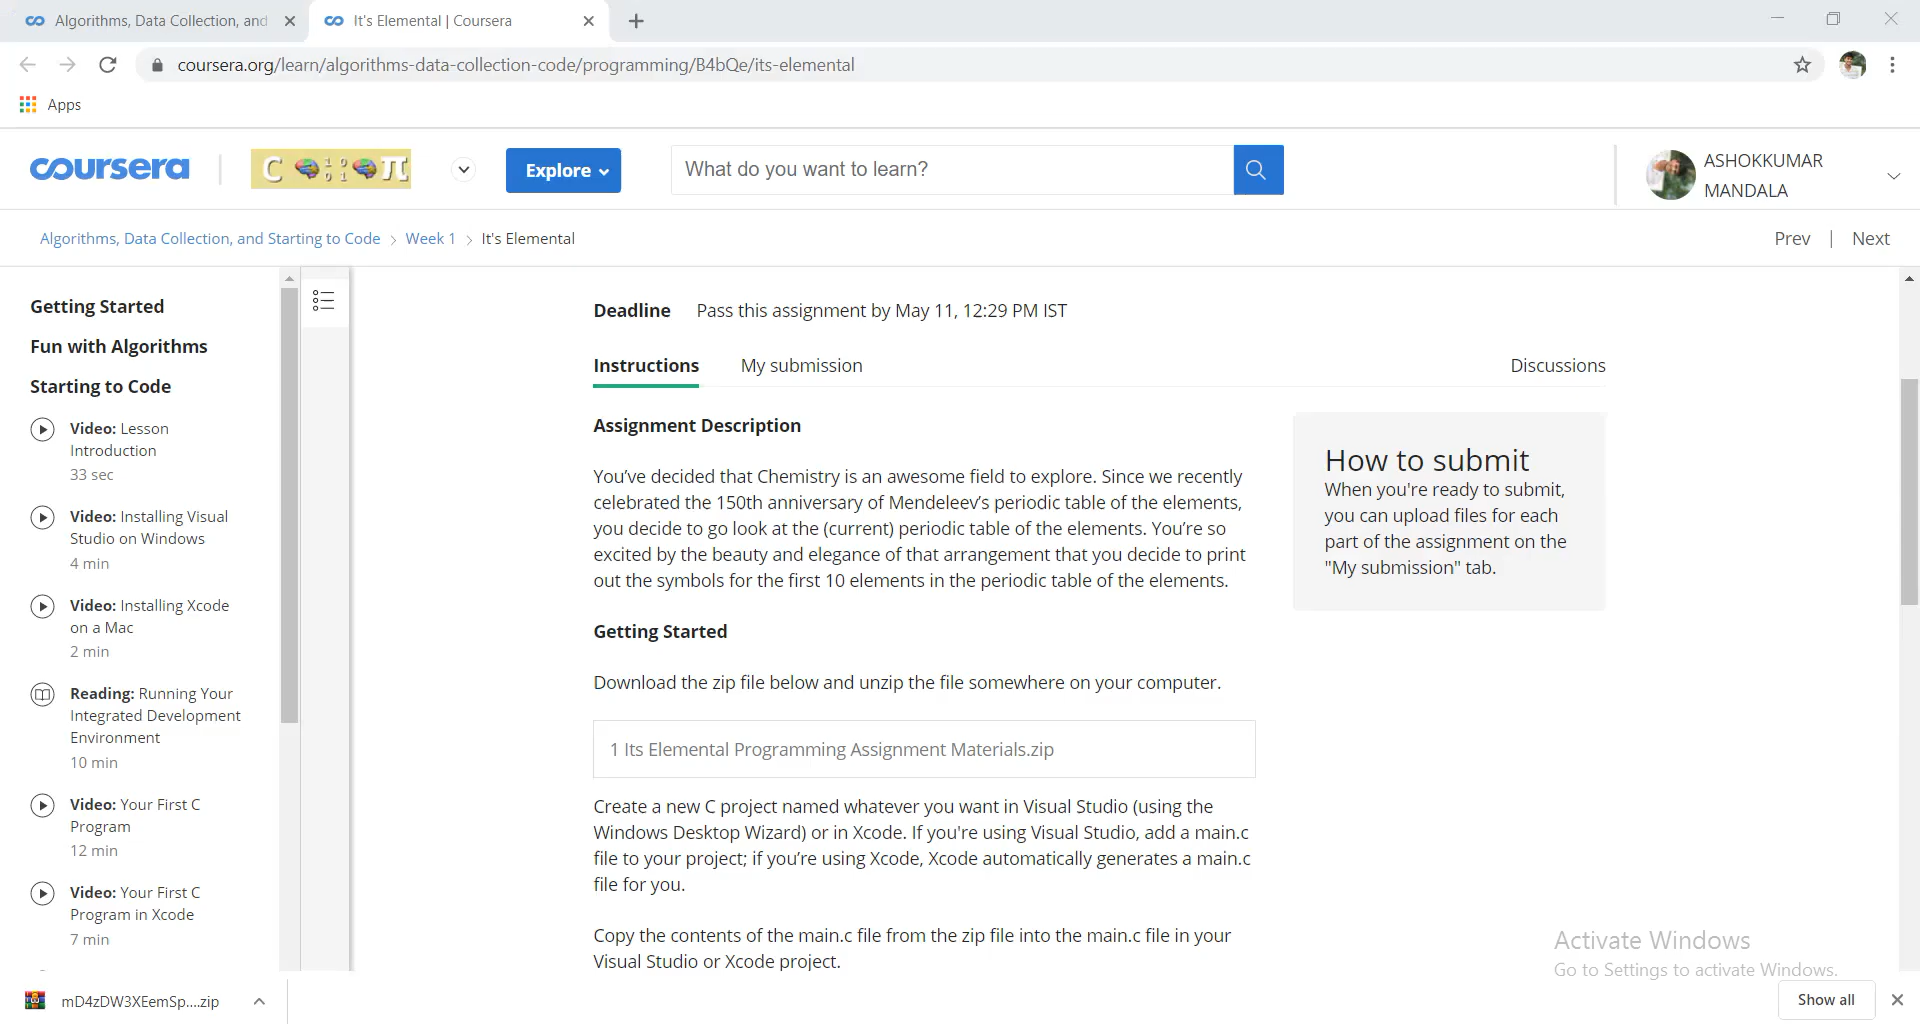 Algorithms, Data Collection, and
It's Elemental | Coursera
coursera.org/learn/algorithms-data-collection-code/programming/B4bQe/its-elemental
Apps
coursera
C 1 0 0 1 π
Explore
What do you want to learn?
ASHOKKUMAR
MANDALA
Algorithms, Data Collection, and Starting to Code > Week 1 > It's Elemental
Prev | Next
Getting Started
Fun with Algorithms
Starting to Code
Video: Lesson
Introduction
33 sec
Video: Installing Visual
Studio on Windows
4 min
Video: Installing Xcode
on a Mac
2 min
Reading: Running Your
Integrated Development
Environment
10 min
Video: Your First C
Program
12 min
Video: Your First C
Program in Xcode
7 min
Deadline Pass this assignment by May 11, 12:29 PM IST
Instructions My submission Discussions
Assignment Description
You’ve decided that Chemistry is an awesome field to explore. Since we recently
celebrated the 150th anniversary of Mendeleev’s periodic table of the elements,
you decide to go look at the (current) periodic table of the elements. You’re so
excited by the beauty and elegance of that arrangement that you decide to print
out the symbols for the first 10 elements in the periodic table of the elements.
Getting Started
Download the zip file below and unzip the file somewhere on your computer.
1 Its Elemental Programming Assignment Materials.zip
Create a new C project named whatever you want in Visual Studio (using the
Windows Desktop Wizard) or in Xcode. If you're using Visual Studio, add a main.c
file to your project; if you’re using Xcode, Xcode automatically generates a main.c
file for you.
Copy the contents of the main.c file from the zip file into the main.c file in your
Visual Studio or Xcode project.
How to submit
When you're ready to submit,
you can upload files for each
part of the assignment on the
"My submission" tab.
Activate Windows
Go to Settings to activate Windows.
mD4zDW3XEemSp....zip
Show all